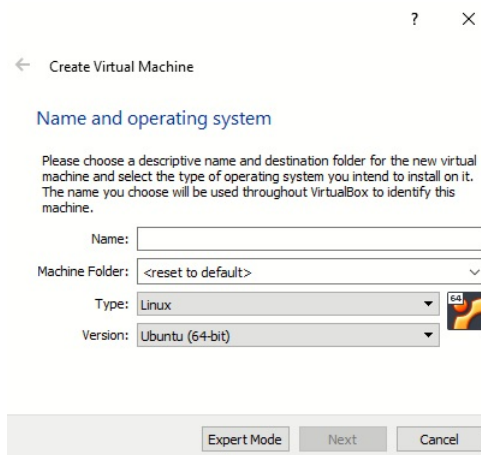 ?
Create Virtual Machine
Name and operating system
Please choose a descriptive name and destination folder for the new virtual
machine and select the type of operating system you intend to install on it.
The name you choose will be used throughout VirtualBox to identify this
machine.
Name:
Machine Folder: <reset to default>
Type: Linux
64
Version: Ubuntu (64-bit)
Expert Mode Next Cancel